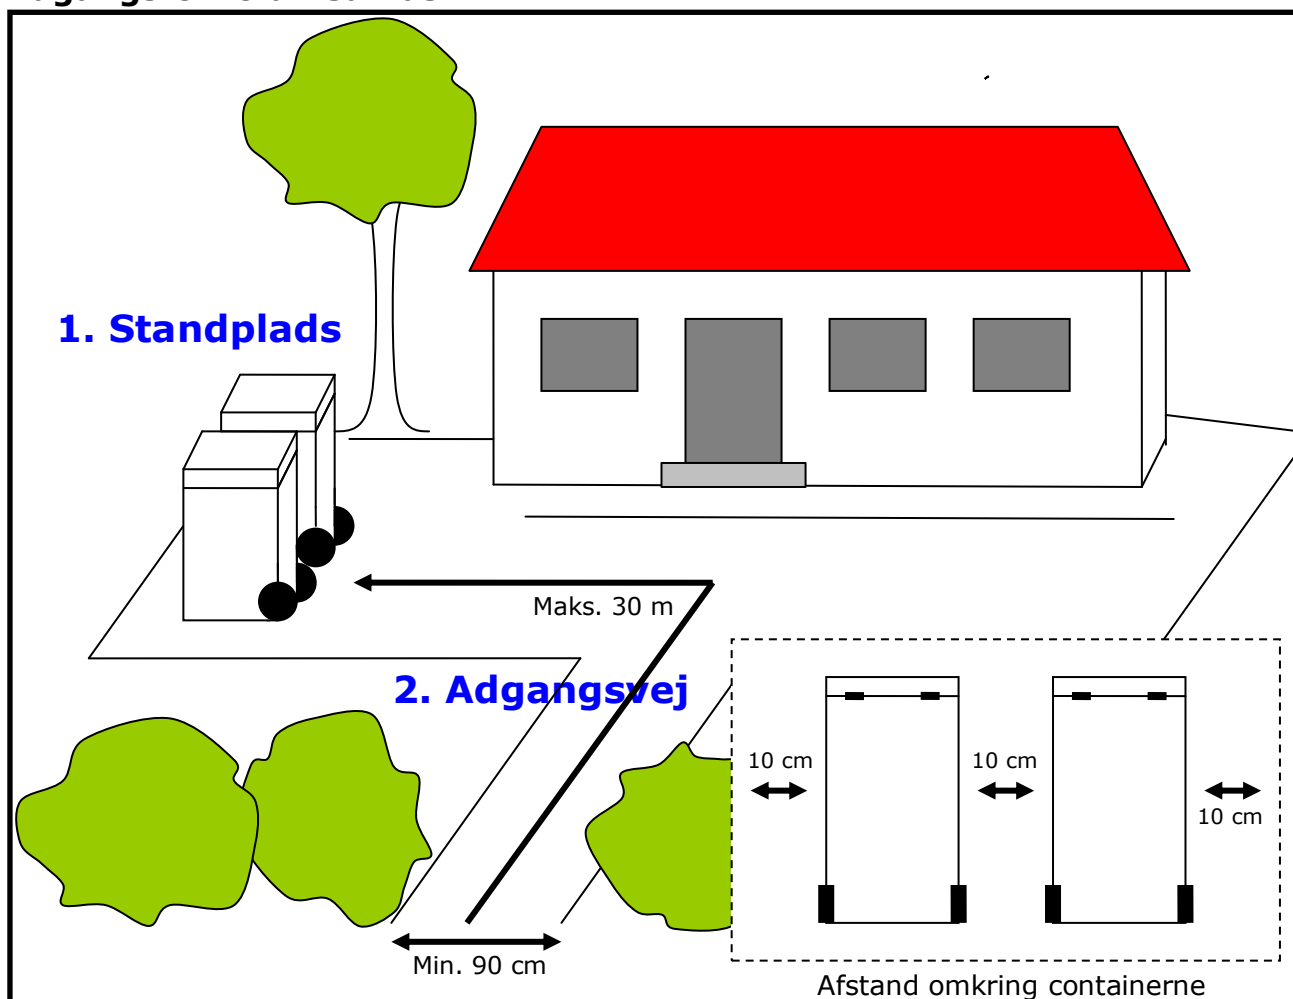 1. Standplads
Maks. 30 m
2. Adgangsvej
10 cm
10 cm
10 cm
Min. 90 cm
Afstand omkring containerne